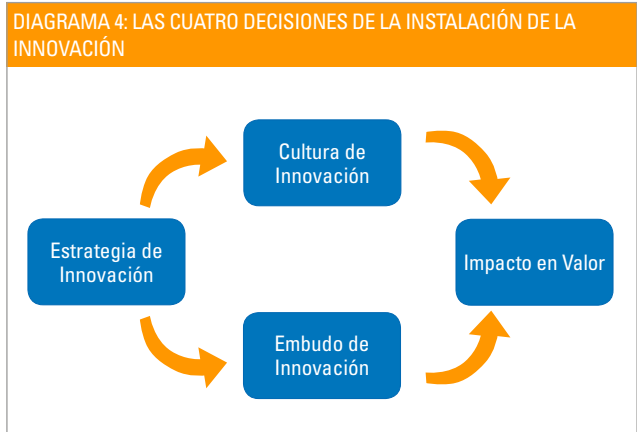 DIAGRAMA 4: LAS CUATRO DECISIONES DE LA INSTALACIÓN DE LA
INNOVACIÓN
Cultura de
Innovación
Estrategia de
Innovación
Impacto en Valor
Embudo de
Innovación